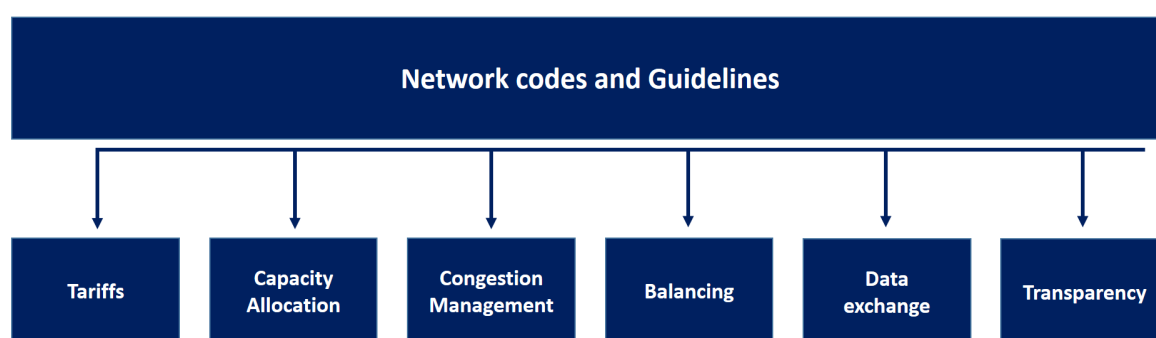 Network codes and Guidelines
Tariffs
Capacity
Allocation
Congestion
Management
Balancing
Data
exchange
Transparency